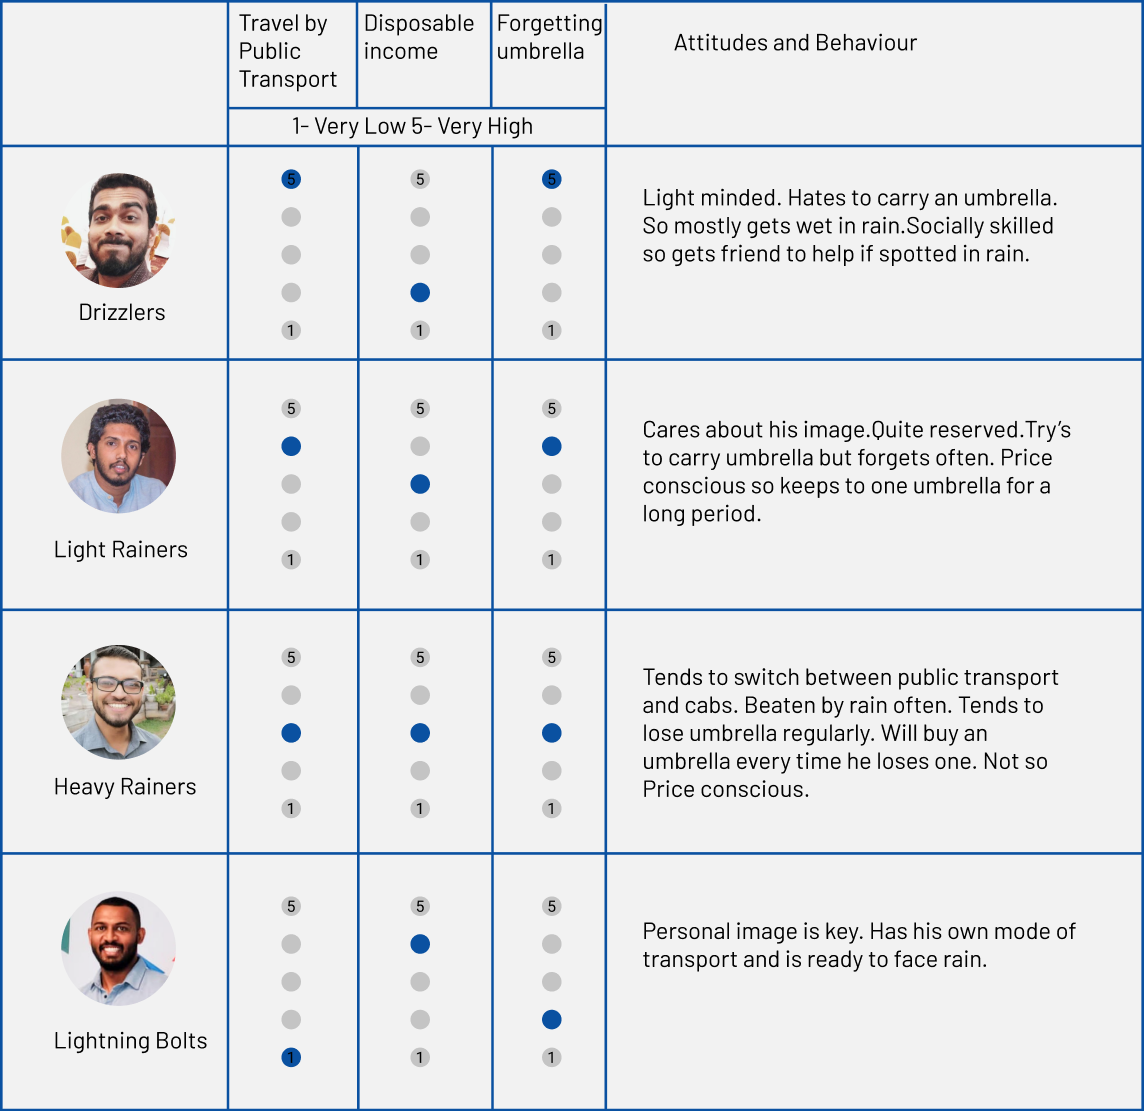 Travel by
Public
Transport
Disposable
income
Forgetting
umbrella
Attitudes and Behaviour
1- Very Low 5- Very High
5
5
5
1
1
1
Drizzlers
Light minded. Hates to carry an umbrella.
So mostly gets wet in rain.Socially skilled
so gets friend to help if spotted in rain.
5
5
5
1
1
1
Light Rainers
Cares about his image.Quite reserved.Try’s
to carry umbrella but forgets often. Price
conscious so keeps to one umbrella for a
long period.
5
5
5
1
1
1
Heavy Rainers
Tends to switch between public transport
and cabs. Beaten by rain often. Tends to
lose umbrella regularly. Will buy an
umbrella every time he loses one. Not so
Price conscious.
5
5
5
1
1
1
Lightning Bolts
Personal image is key. Has his own mode of
transport and is ready to face rain.